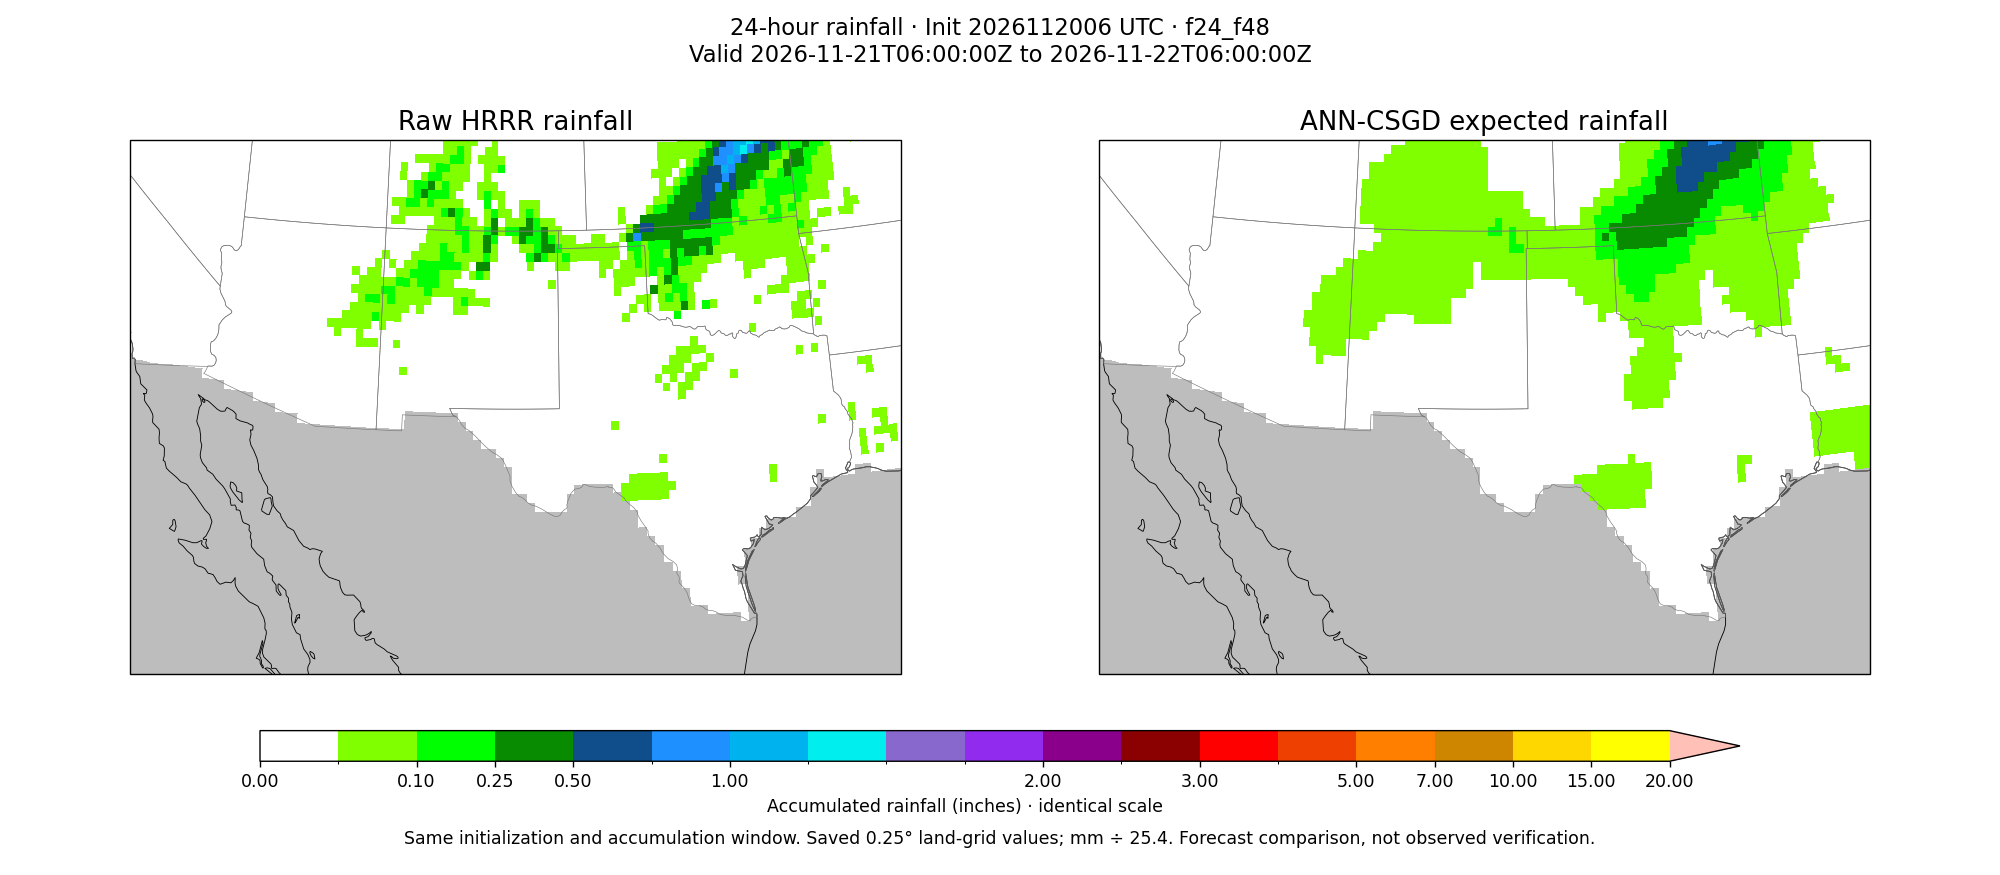 24-hour rainfall · Init 2026112006 UTC · f24_f48
Valid 2026-11-21T06:00:00Z to 2026-11-22T06:00:00Z
Raw HRRR rainfall
ANN-CSGD expected rainfall
0.00 0.10 0.25 0.50 1.00 2.00 3.00 5.00 7.00 10.00 15.00 20.00
Accumulated rainfall (inches) · identical scale
Same initialization and accumulation window. Saved 0.25° land-grid values; mm ÷ 25.4. Forecast comparison, not observed verification.